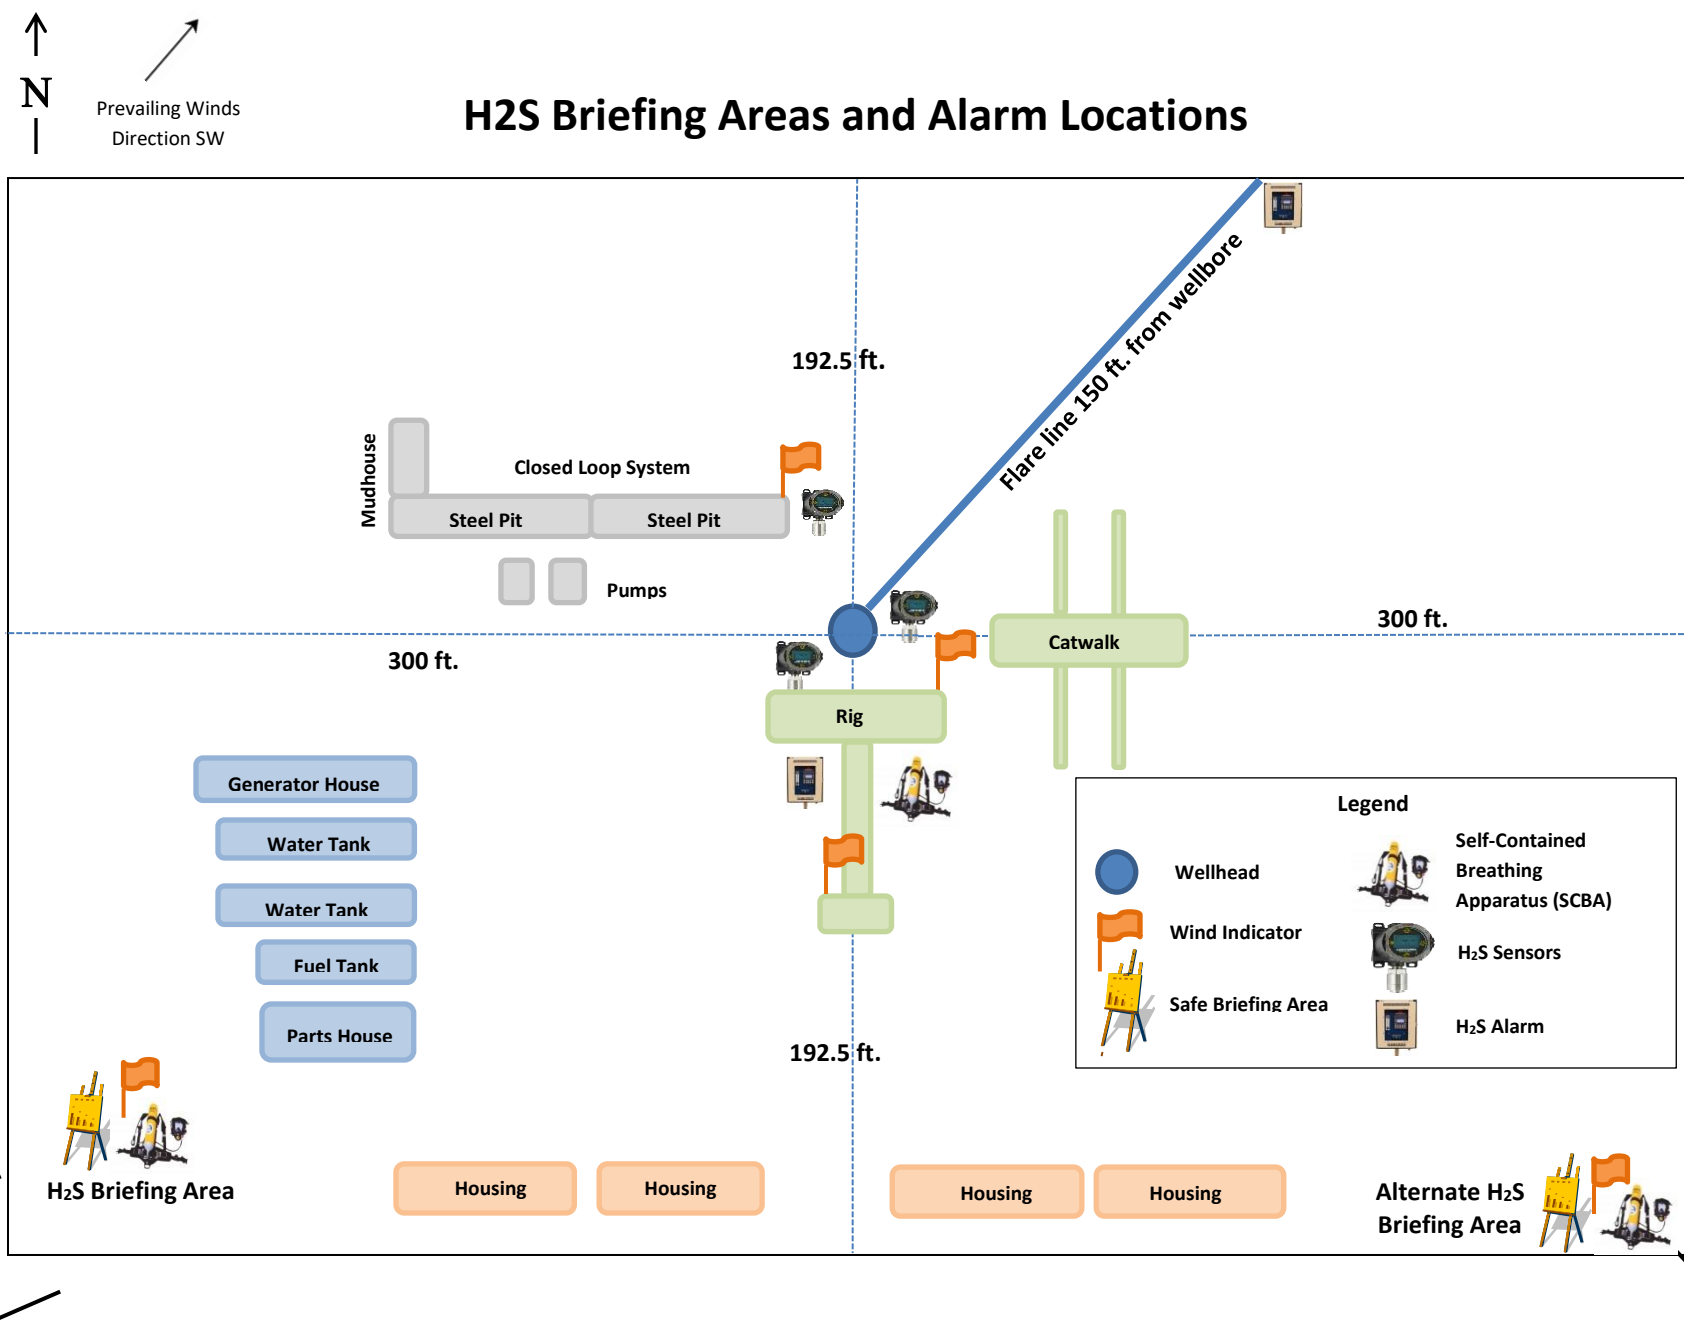 N
Prevailing Winds
Direction SW
H2S Briefing Areas and Alarm Locations
Flare line 150 ft. from wellbore
192.5 ft.
Mudhouse
Closed Loop System
Steel Pit
Steel Pit
Pumps
300 ft.
Catwalk
300 ft.
Rig
Generator House
Water Tank
Water Tank
Fuel Tank
Parts House
192.5 ft.
Legend
Wellhead
Wind Indicator
Safe Briefing Area
Self-Contained
Breathing
Apparatus (SCBA)
H2S Sensors
H2S Alarm
H2S Briefing Area
Housing
Housing
Housing
Housing
Alternate H2S
Briefing Area